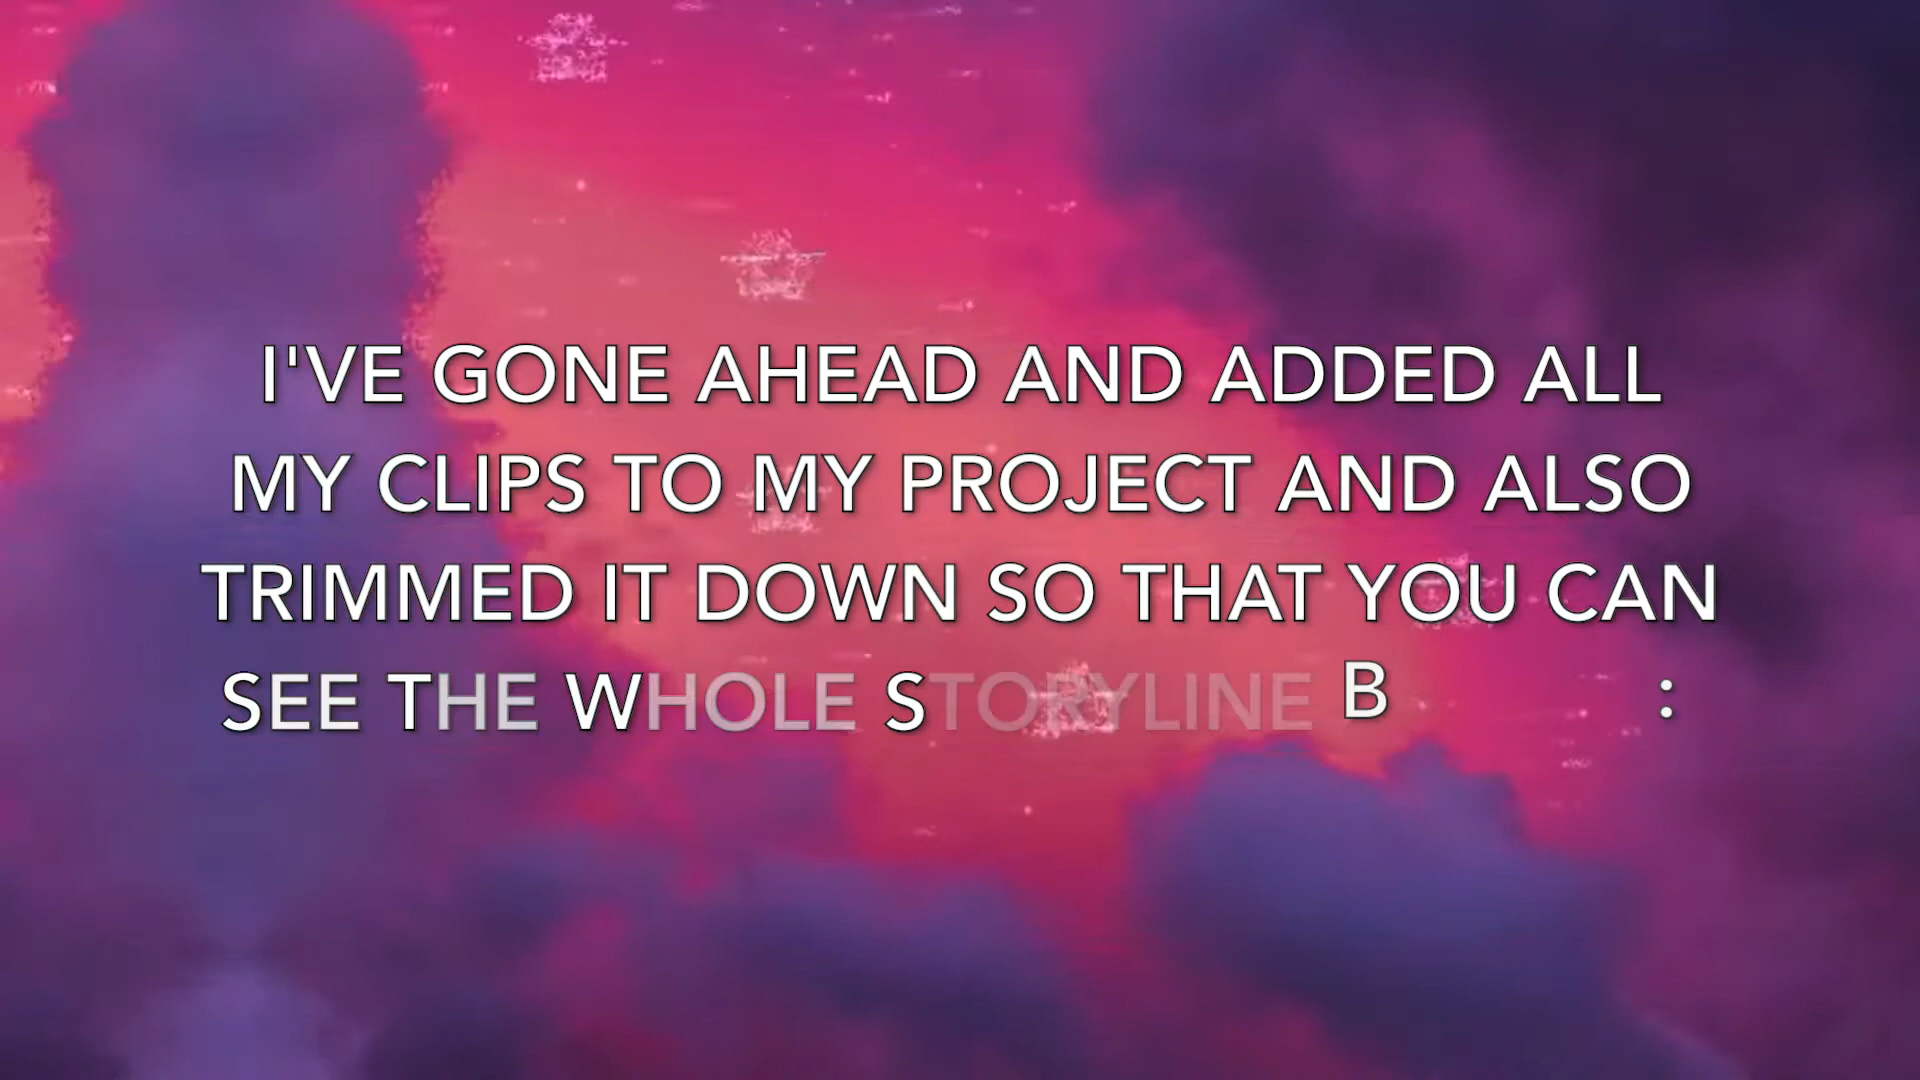 I'VE GONE AHEAD AND ADDED ALL
MY CLIPS TO MY PROJECT AND ALSO
TRIMMED IT DOWN SO THAT YOU CAN
SEE THE WHOLE STORYLINE B :